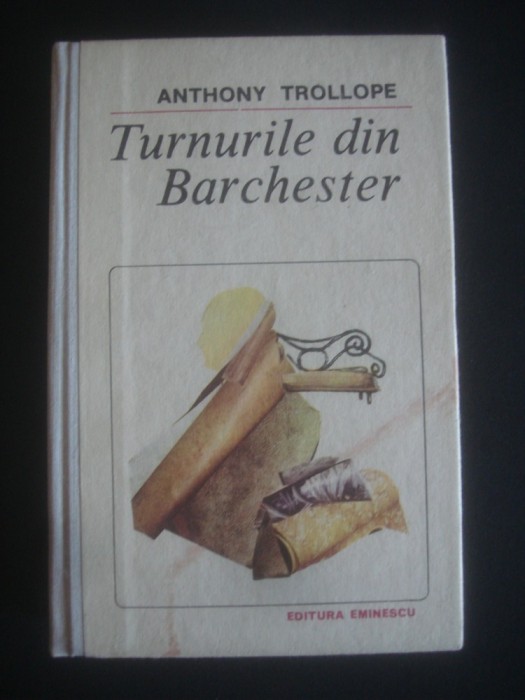 ANTHONY TROLLOPE
Turnurile din
Barchester
EDITURA EMINESCU